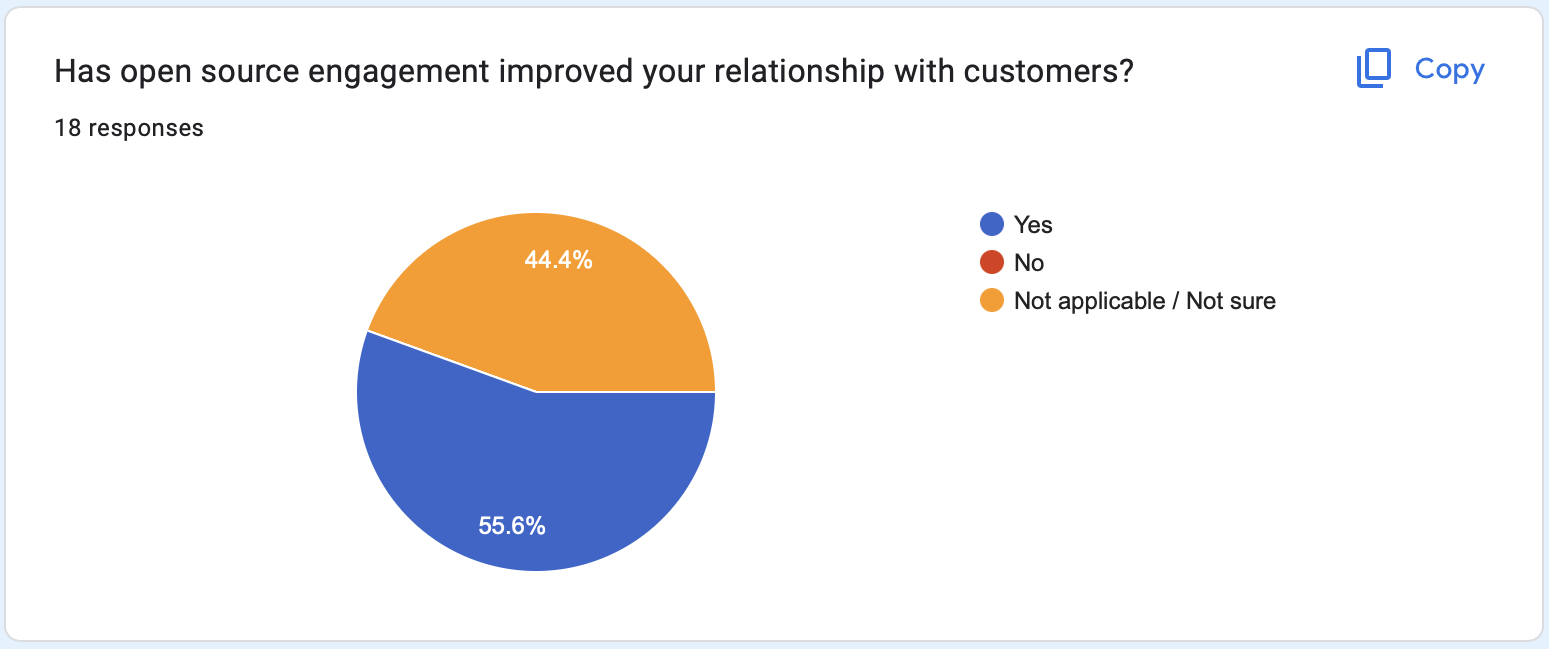 Has open source engagement improved your relationship with customers?
Copy
18 responses
44.4%
55.6%
Yes
No
Not applicable / Not sure